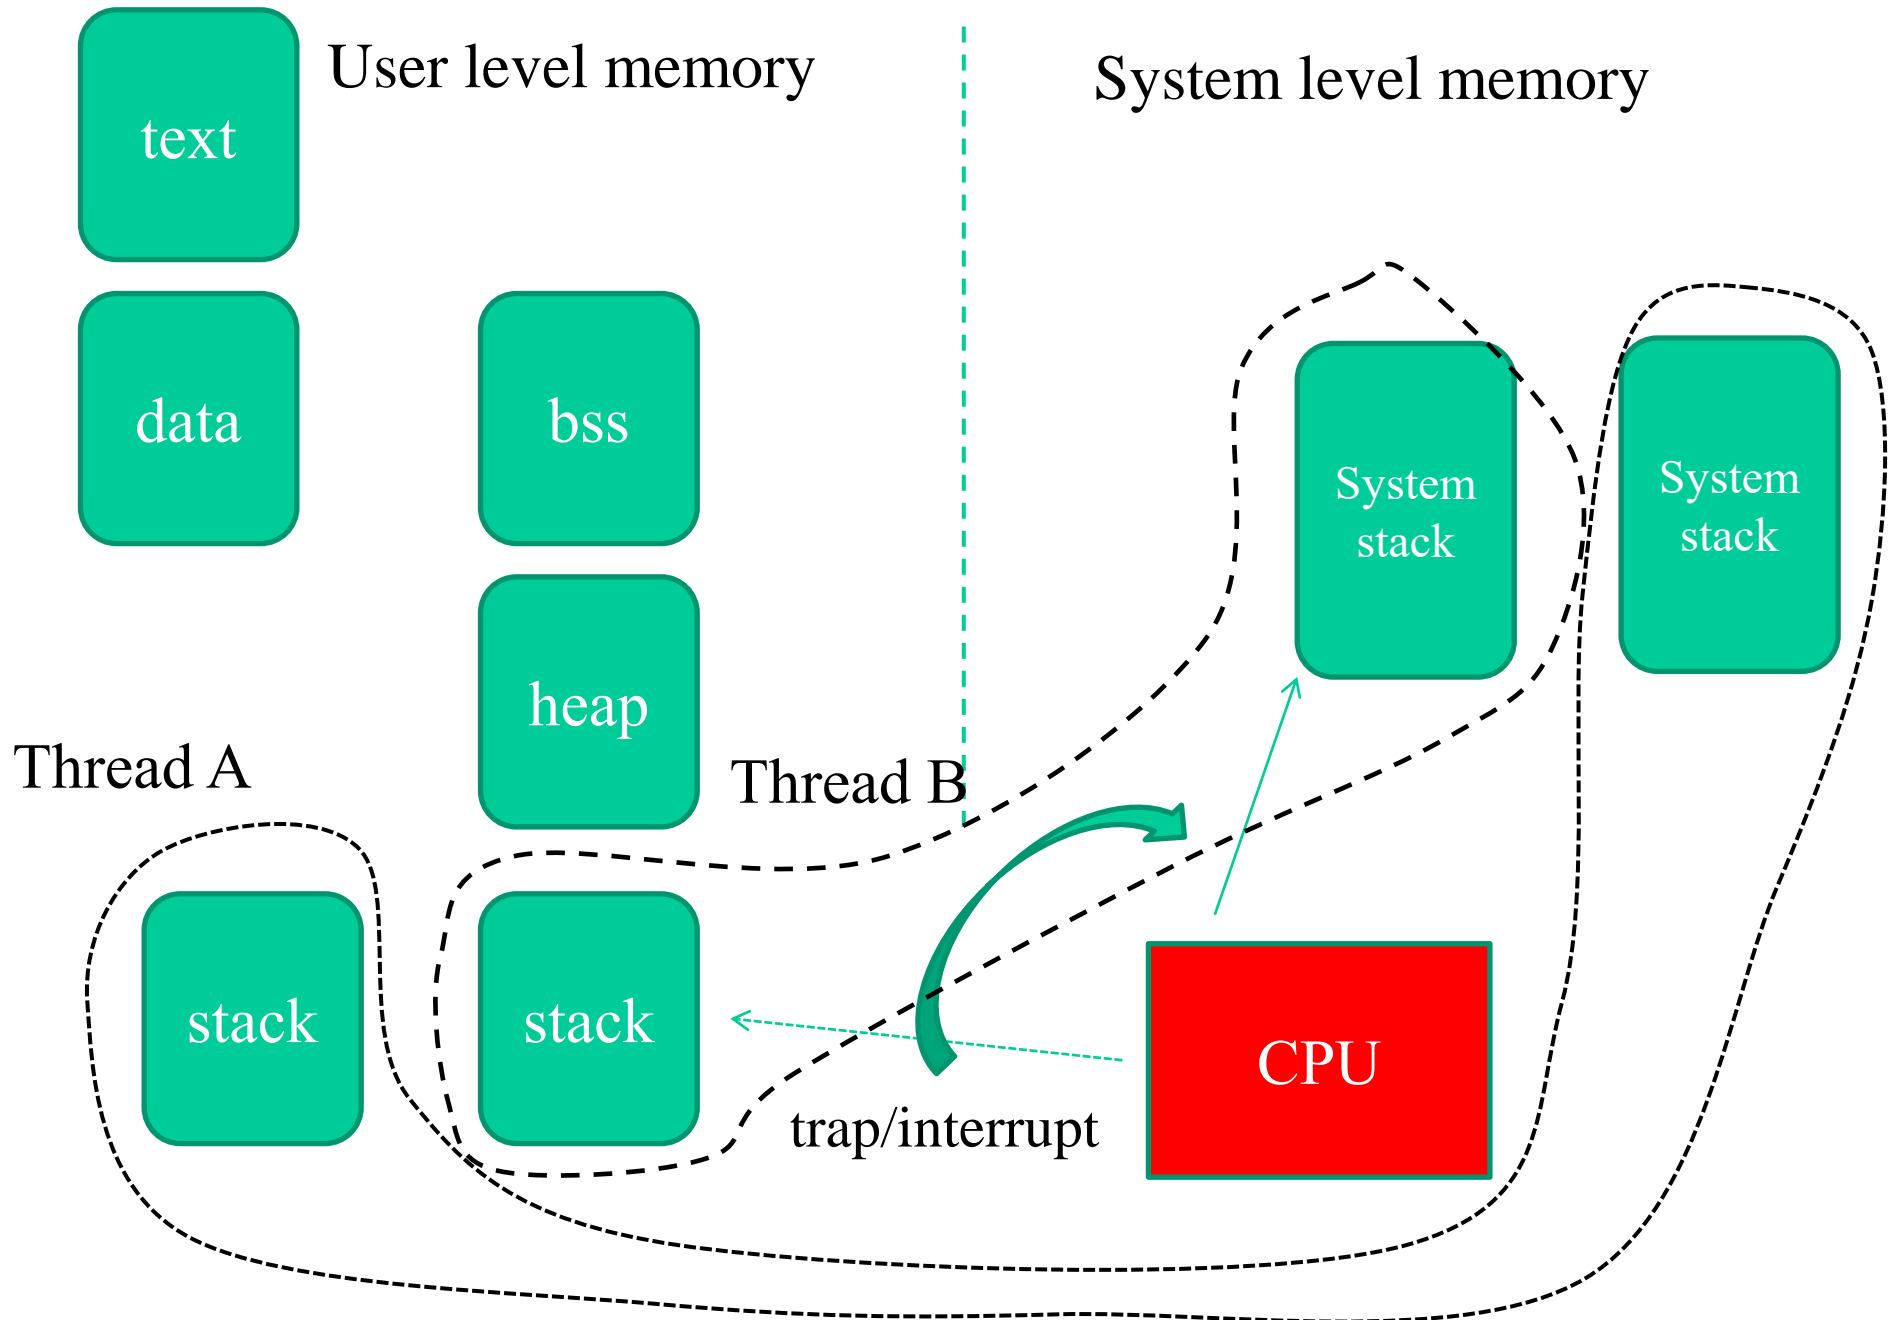 User level memory
System level memory
text
data
bss
System
stack
System
stack
heap
Thread A
Thread B
stack
stack
CPU
trap/interrupt